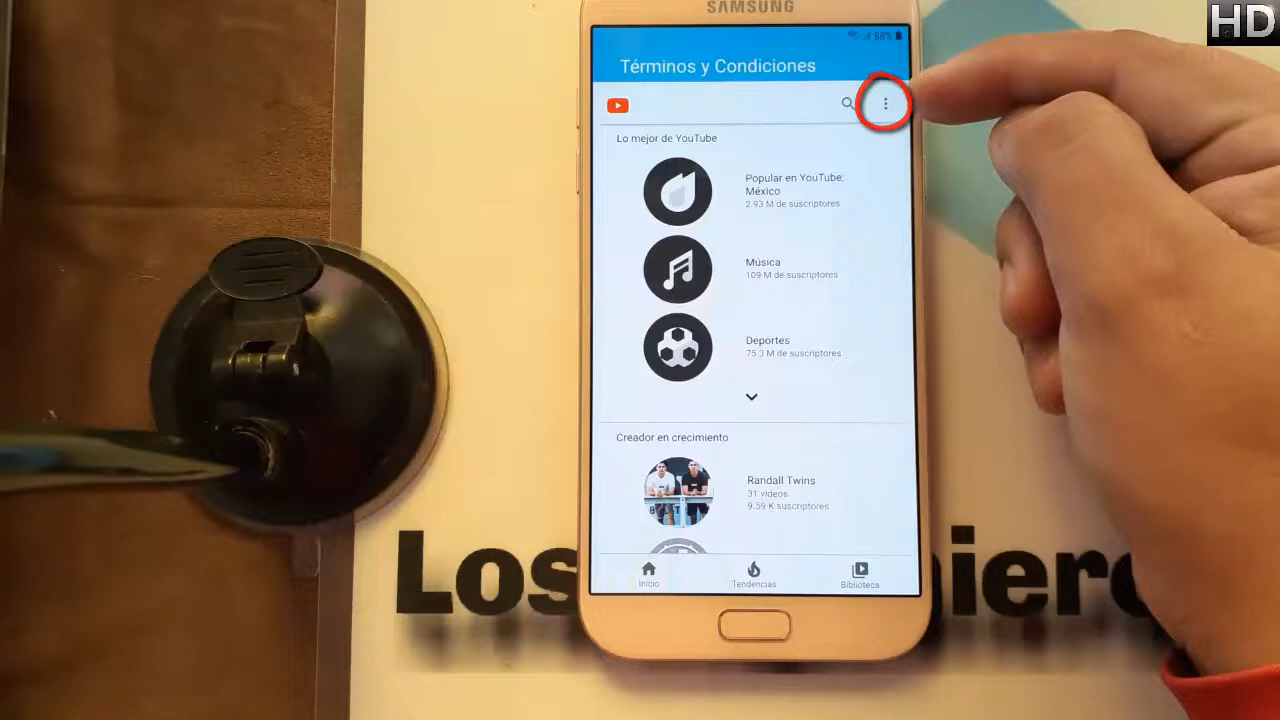 HD
SAMSUNG
88%
Términos y Condiciones
Lo mejor de YouTube
Popular en YouTube:
México
2.93 M de suscriptores
Música
109 M de suscriptores
Deportes
75.3 M de suscriptores
Creador en crecimiento
Randall Twins
31 videos
9.59 K suscriptores
Inicio
Tendencias
Biblioteca
Los